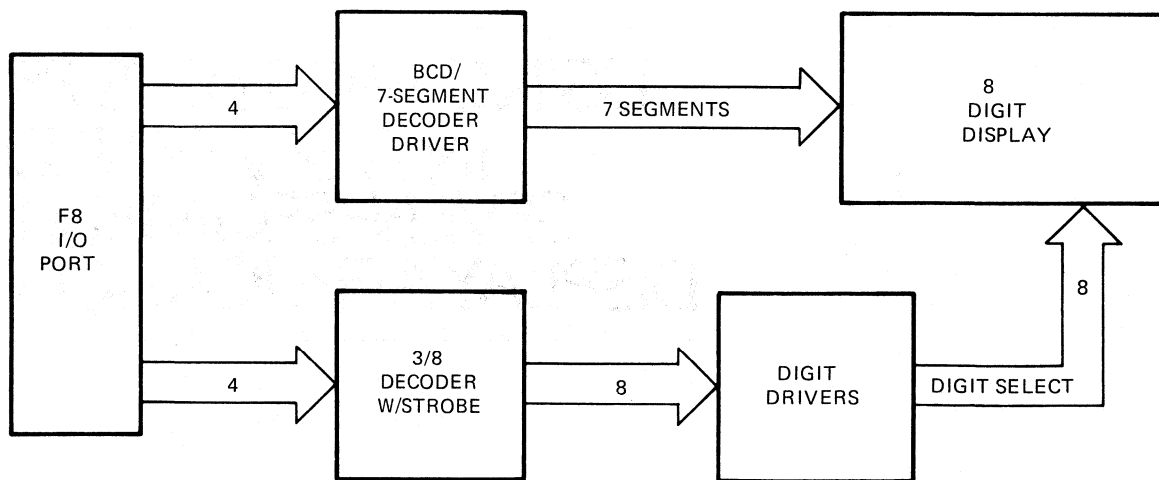 F8
I/O
PORT
4
BCD/
7-SEGMENT
DECODER
DRIVER
7 SEGMENTS
8
DIGIT
DISPLAY
4
3/8
DECODER
W/STROBE
8
DIGIT
DRIVERS
DIGIT SELECT
8